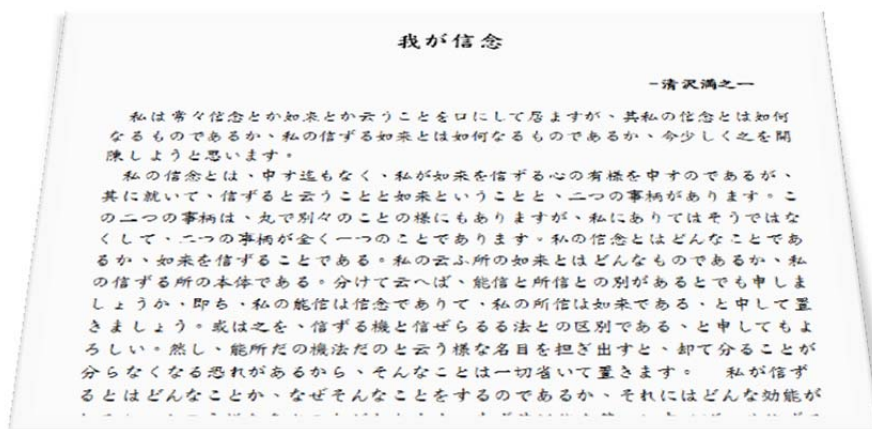 我が信念
-清沢満之一
私は常々信念とか如来とか云うことを口にして居ますが、其私の信念とは如何
なるものであるか、私の信ずる如来とは如何なるものであるか、今少しく之を開
陳しようと思います。
私の信念とは、申す迄もなく、私が如来を信ずる心の有様を申すのであるが、
其に就いて、信ずると云うことと如来ということと、二つの事柄があります。こ
の二つの事柄は、丸で別々のことの様にもありますが、私にありてはそうではな
くして、二つの事柄が全く一つのことであります。私の信念とはどんなことであ
るか、如来を信ずることである。私の云ふ所の如来とはどんなものであるか、私
の信ずる所の本体である。分けて云へば、能信と所信との別があるとでも申しま
しょうか、即ち、私の能信は信念でありて、私の所信は如来である、と申して置
きましょう。或は之を、信ずる機と信ぜらるる法との区別である、と申してもよ
ろしい。然し、能所だの機法だのと云う様な名目を担ぎ出すと、却て分ることが
分らなくなる恐れがあるから、そんなことは一切省いて置きます。 私が信ず
るとはどんなことか、なぜそんなことをするのであるか、それにはどんな効能が